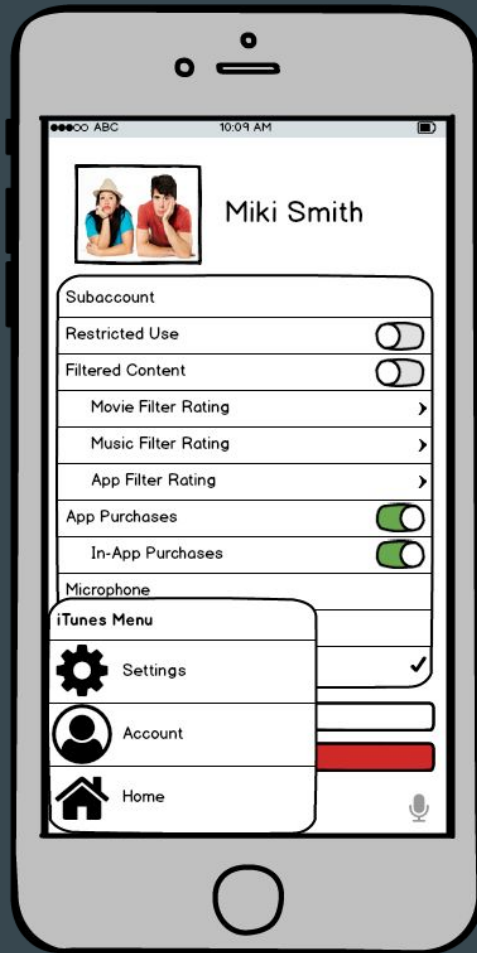 ABC 10:09 AM
Miki Smith
Subaccount
Restricted Use
Filtered Content
Movie Filter Rating
Music Filter Rating
App Filter Rating
App Purchases
In-App Purchases
Microphone
iTunes Menu
Settings
Account
Home